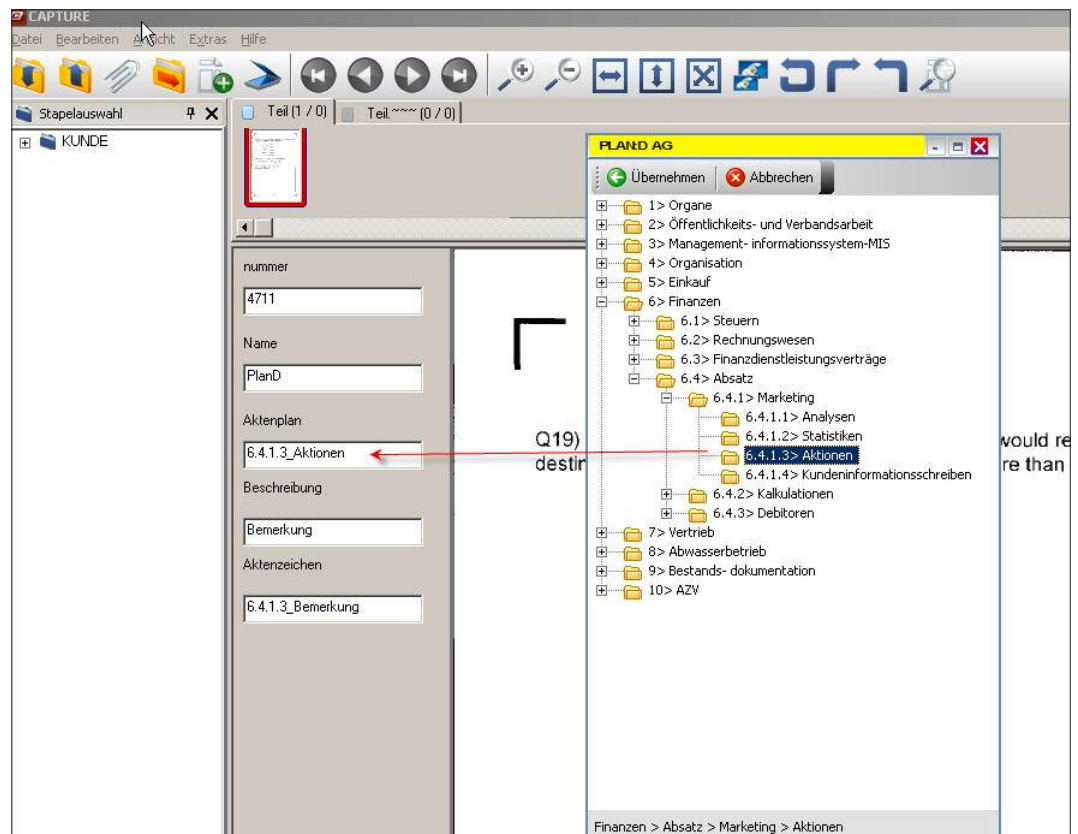 CAPTURE
Datei Bearbeiten Ansicht Extras Hilfe
Stapelauswahl
KUNDE
Teil (1 / 0)
Teil.~~~ (0 / 0)
nummer
4711
Name
PlanD
Aktenplan
6.4.1.3_Aktionen
Beschreibung
Bemerkung
Aktenzeichen
6.4.1.3_Bemerkung
Q19)
destin
would re
re than
PLAN:D AG
Übernehmen Abbrechen
1> Organe
2> Öffentlichkeits- und Verbandsarbeit
3> Management- informationssystem-MIS
4> Organisation
5> Einkauf
6> Finanzen
6.1> Steuern
6.2> Rechnungswesen
6.3> Finanzdienstleistungsverträge
6.4> Absatz
6.4.1> Marketing
6.4.1.1> Analysen
6.4.1.2> Statistiken
6.4.1.3> Aktionen
6.4.1.4> Kundeninformationsschreiben
6.4.2> Kalkulationen
6.4.3> Debitoren
7> Vertrieb
8> Abwasserbetrieb
9> Bestands- dokumentation
10> AZV
Finanzen > Absatz > Marketing > Aktionen